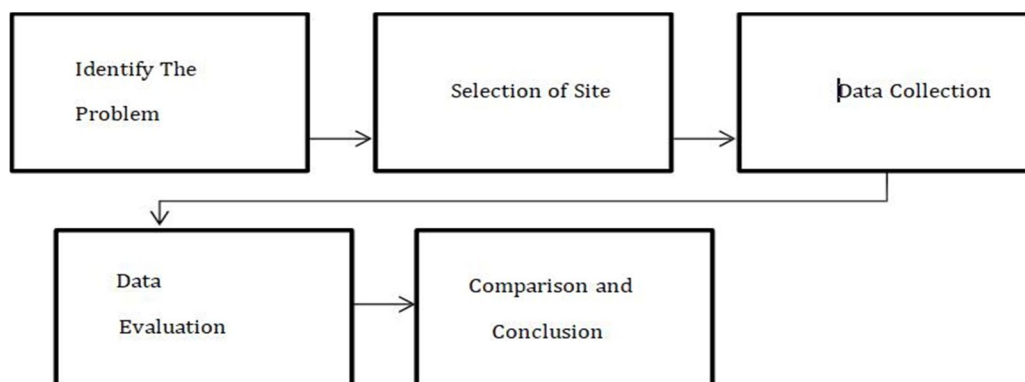 Identify The
Problem
Selection of Site
Data Collection
Data
Evaluation
Comparison and
Conclusion